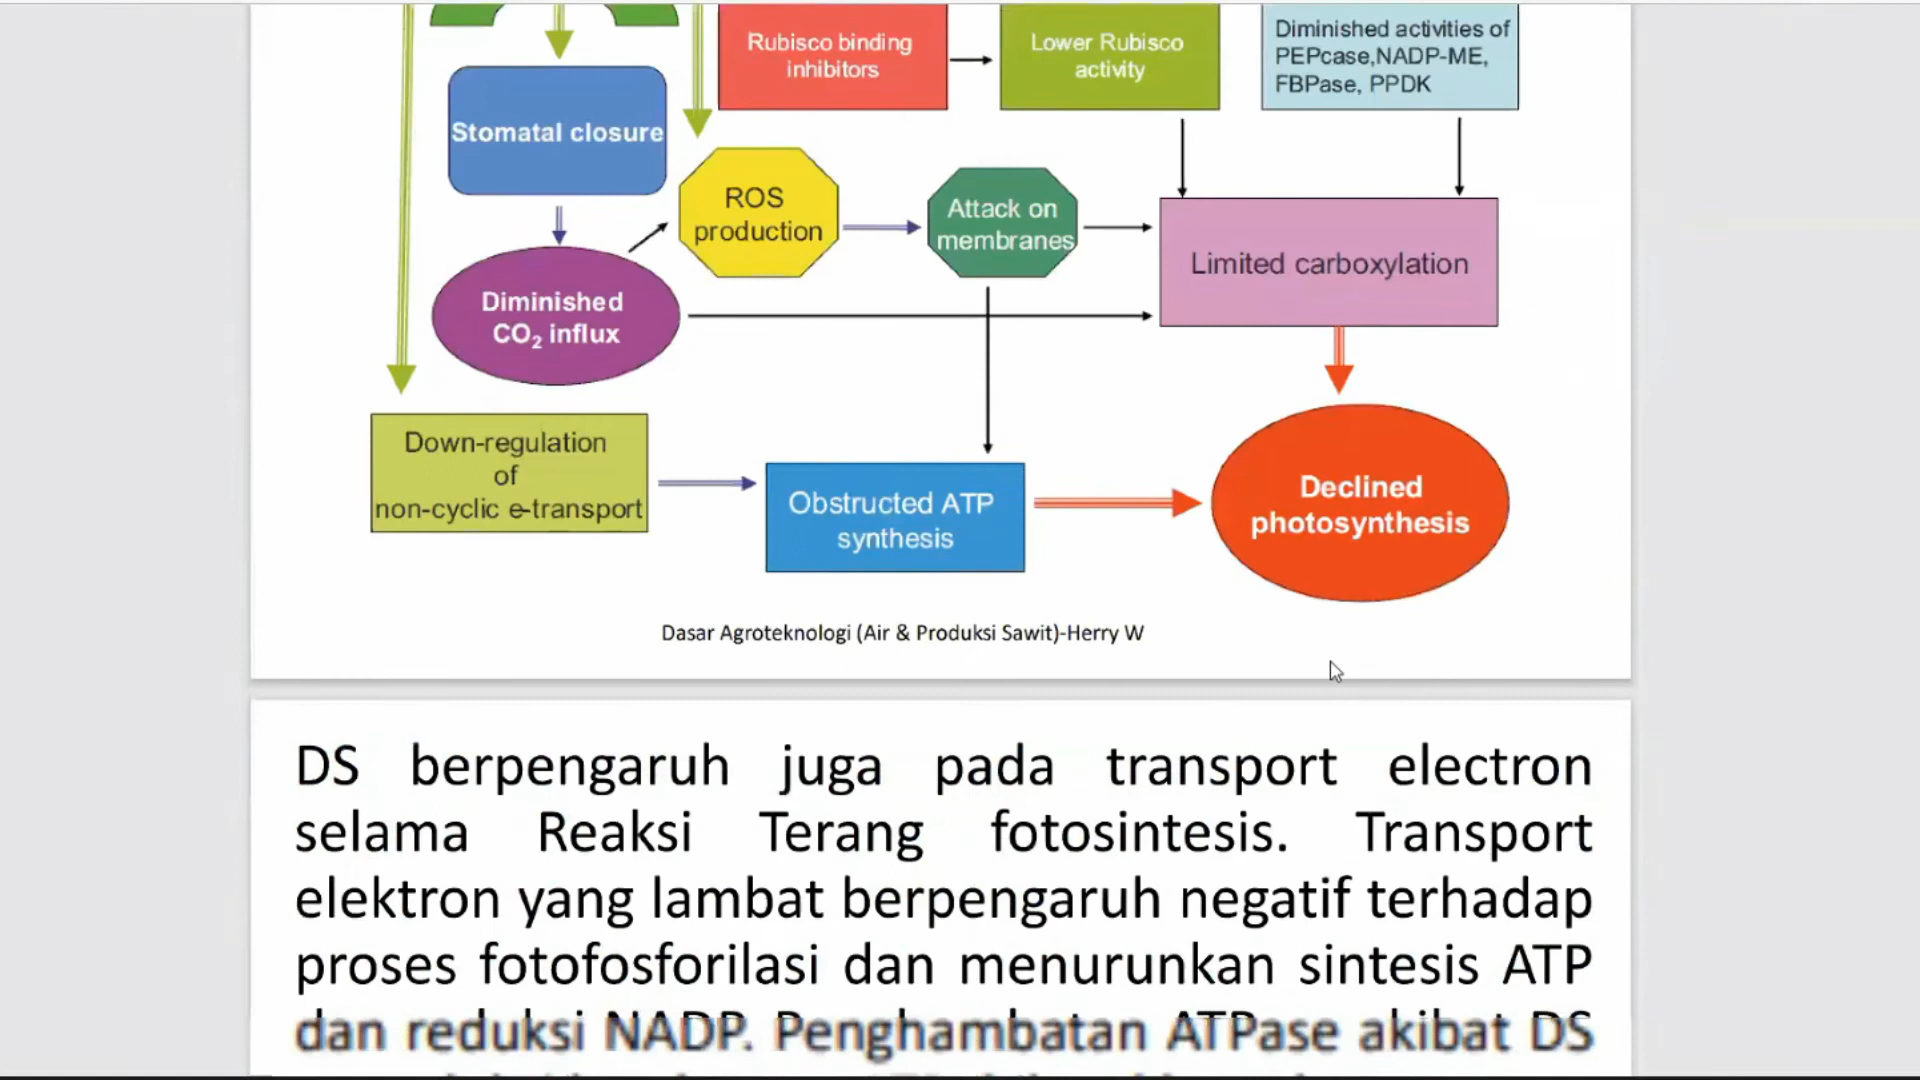 Rubisco binding
inhibitors
Lower Rubisco
activity
Diminished activities of
PEPcase,NADP-ME,
FBPase, PPDK
Stomatal closure
ROS
production
Attack on
membranes
Limited carboxylation
Diminished
CO₂ influx
Down-regulation
of
non-cyclic e-transport
Obstructed ATP
synthesis
Declined
photosynthesis
Dasar Agroteknologi (Air & Produksi Sawit)-Herry W
DS berpengaruh juga pada transport electron
selama Reaksi Terang fotosintesis. Transport
elektron yang lambat berpengaruh negatif terhadap
proses fotofosforilasi dan menurunkan sintesis ATP
dan reduksi NADP. Penghambatan ATPase akibat DS